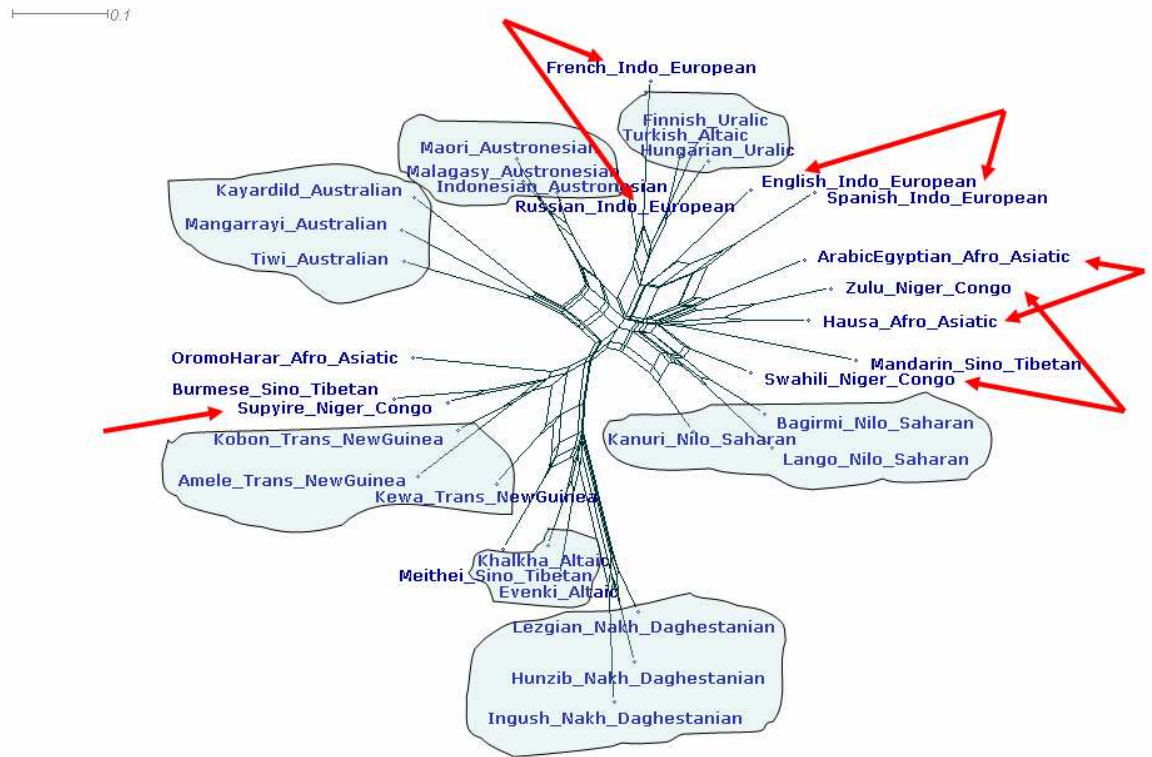 0.1
French_Indo_European
Finnish_Uralic
Turkish_Altaic
Hungarian_Uralic
Maori_Austronesian
Malagasy_Austronesian
Indonesian_Austronesian
Russian_Indo_European
English_Indo_European
Spanish_Indo_European
Kayardild_Australian
Mangarrayi_Australian
Tiwi_Australian
ArabicEgyptian_Afro_Asiatic
Zulu_Niger_Congo
Hausa_Afro_Asiatic
OromoHarar_Afro_Asiatic
Mandarin_Sino_Tibetan
Swahili_Niger_Congo
Burmese_Sino_Tibetan
Supyire_Niger_Congo
Bagirmi_Nilo_Saharan
Kanuri_Nilo_Saharan
Lango_Nilo_Saharan
Kobon_Trans_NewGuinea
Amele_Trans_NewGuinea
Kewa_Trans_NewGuinea
Khalkha_Altaic
Meithei_Sino_Tibetan
Evenki_Altaic
Lezgian_Nakh_Daghestanian
Hunzib_Nakh_Daghestanian
Ingush_Nakh_Daghestanian